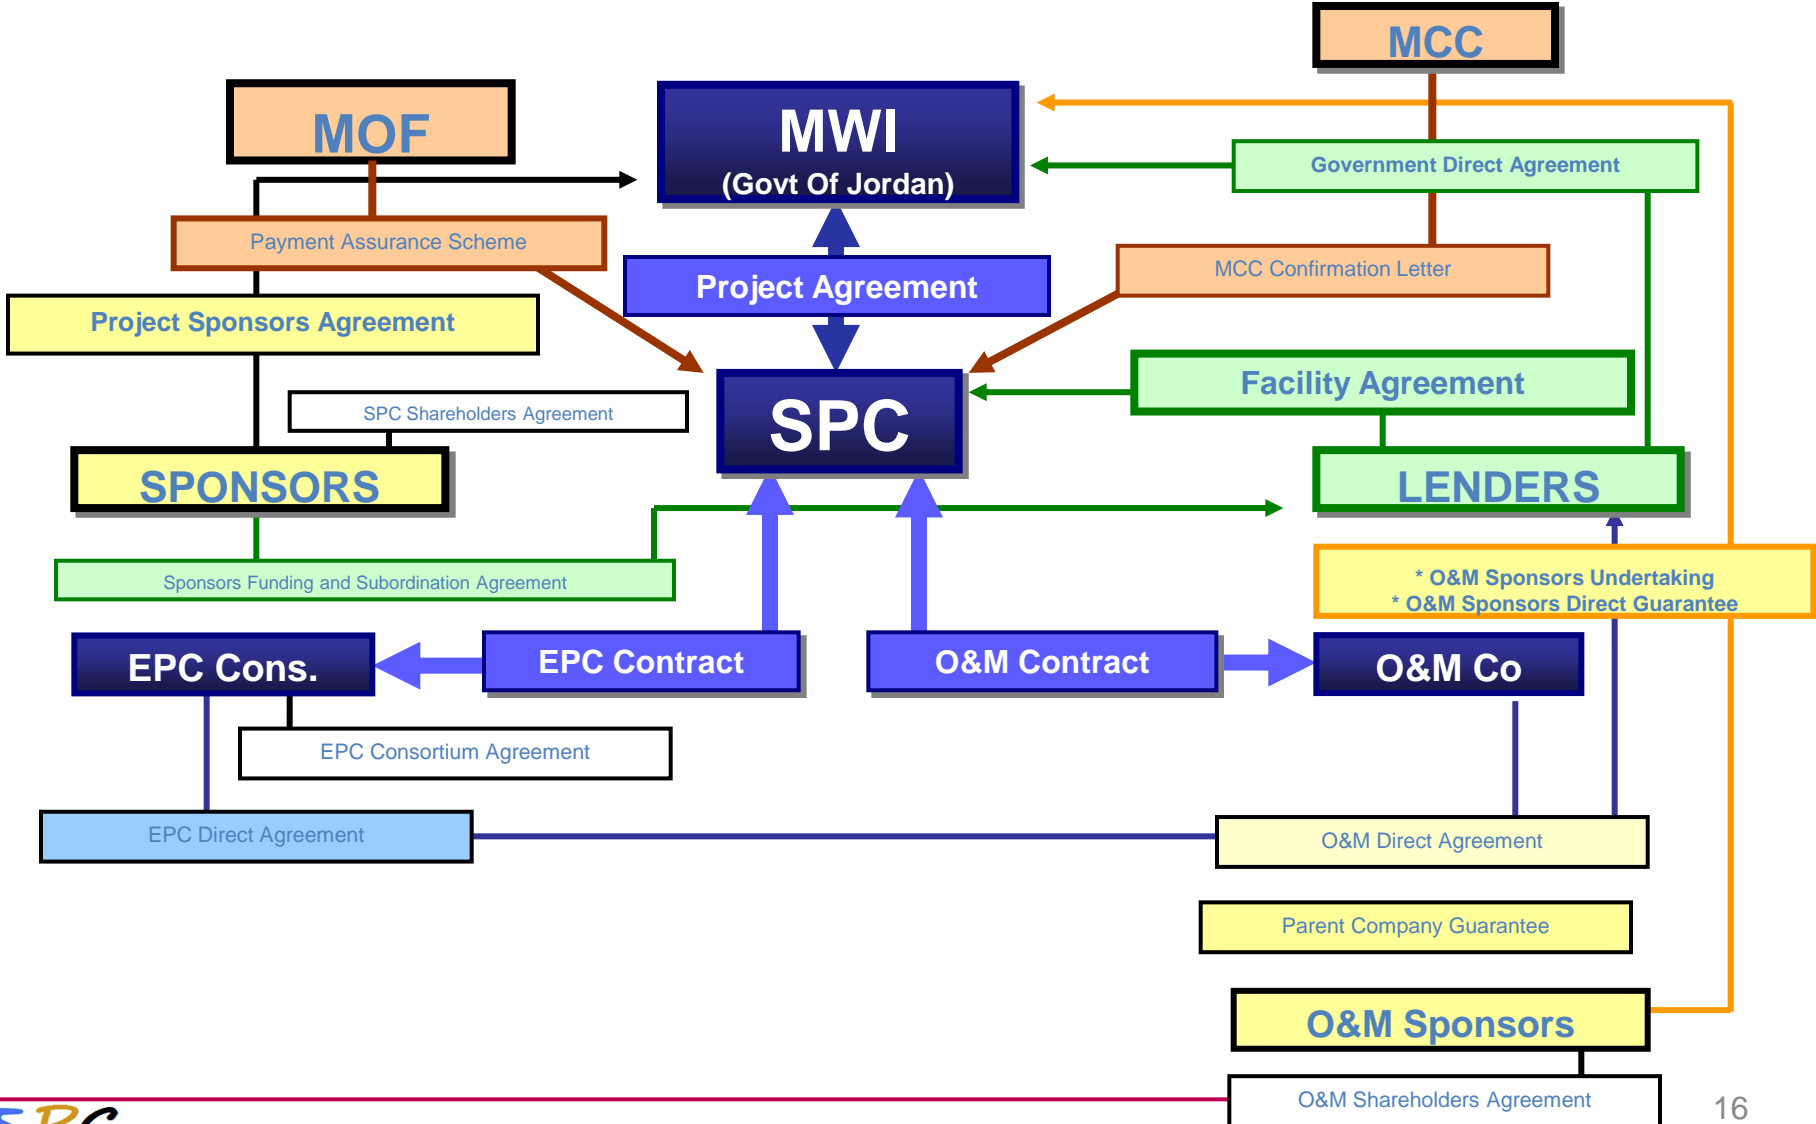 MCC
MOF
MWI
(Govt Of Jordan)
Government Direct Agreement
Payment Assurance Scheme
Project Agreement
MCC Confirmation Letter
Project Sponsors Agreement
Facility Agreement
SPC Shareholders Agreement
SPC
SPONSORS
LENDERS
Sponsors Funding and Subordination Agreement
* O&M Sponsors Undertaking
* O&M Sponsors Direct Guarantee
EPC Cons.
EPC Contract
O&M Contract
O&M Co
EPC Consortium Agreement
EPC Direct Agreement
O&M Direct Agreement
Parent Company Guarantee
O&M Sponsors
O&M Shareholders Agreement
16